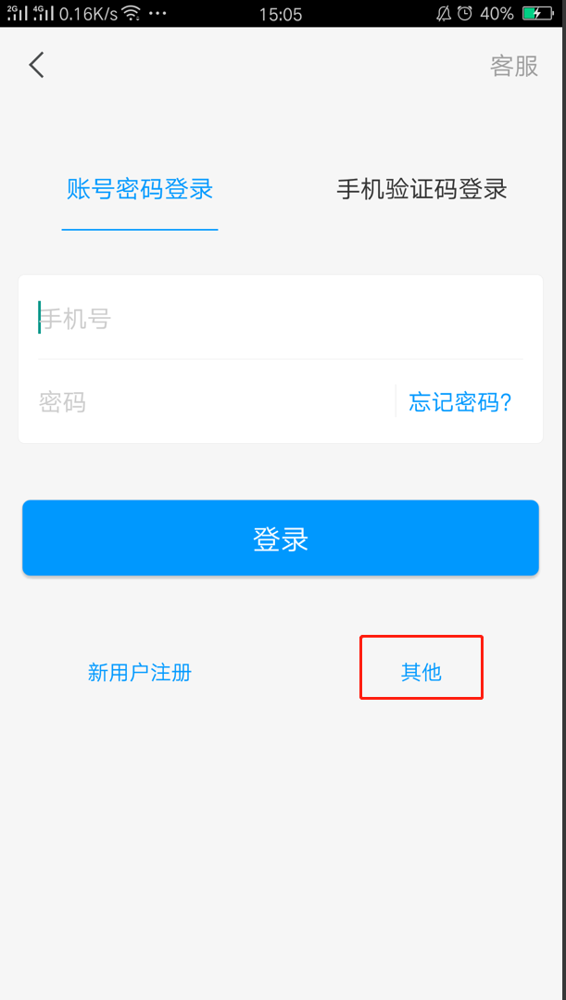 2G 4G 0.16K/s ••• 15:05 40%
客服
账号密码登录 手机验证码登录
手机号
密码 忘记密码?
登录
新用户注册 其他